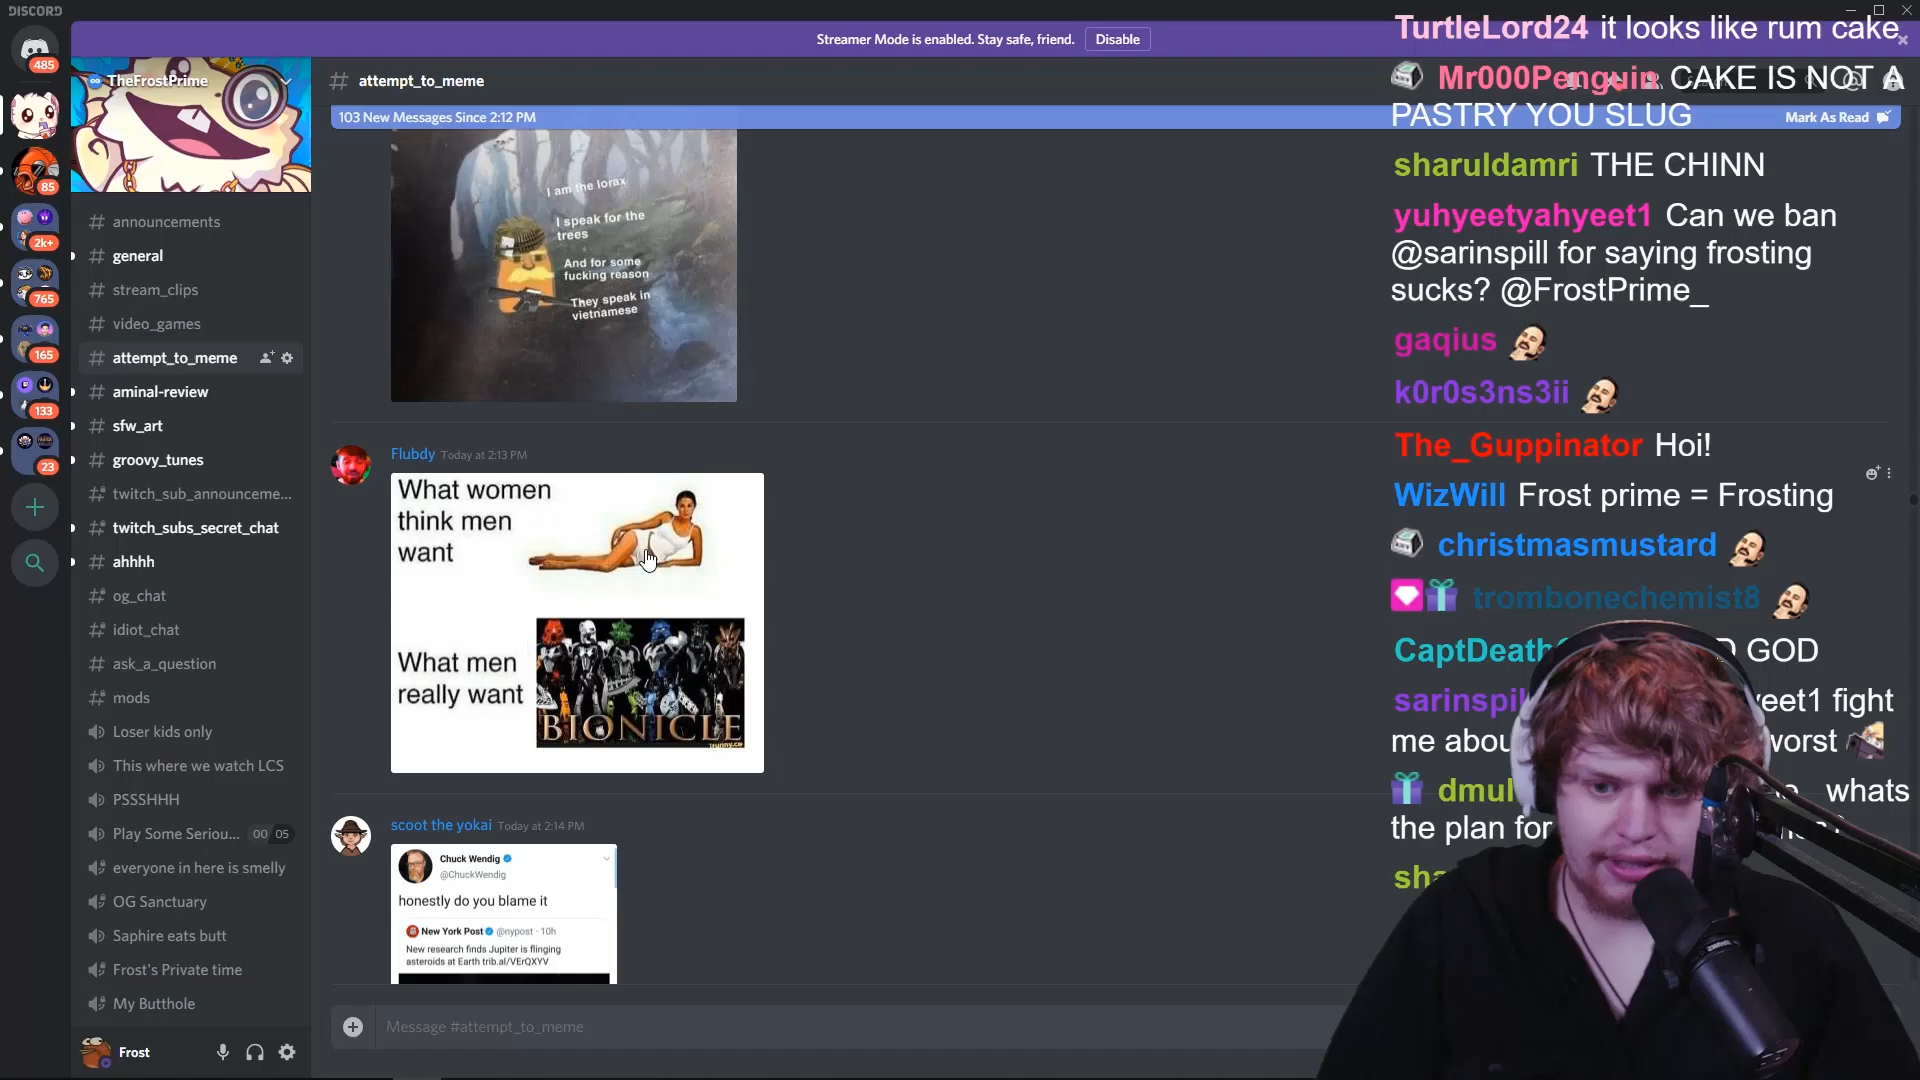 DISCORD
Streamer Mode is enabled. Stay safe, friend.
Disable
485
85
2k+
765
165
133
23
TheFrostPrime
announcements
general
stream_clips
video_games
attempt_to_meme
aminal-review
sfw_art
groovy_tunes
twitch_sub_announceme...
twitch_subs_secret_chat
ahhhh
og_chat
idiot_chat
ask_a_question
mods
Loser kids only
This where we watch LCS
PSSSHHH
Play Some Seriou... 00 05
everyone in here is smelly
OG Sanctuary
Saphire eats butt
Frost's Private time
My Butthole
Frost
# attempt_to_meme
103 New Messages Since 2:12 PM
Mark As Read
I am the lorax
I speak for the
trees
And for some
fucking reason
They speak in
vietnamese
Flubdy Today at 2:13 PM
What women
think men
want
What men
really want
BIONICLE
ifunny.co
scoot the yokai Today at 2:14 PM
Chuck Wendig
@ChuckWendig
honestly do you blame it
New York Post @nypost · 10h
New research finds Jupiter is flinging
asteroids at Earth trib.al/VErQXYV
Message #attempt_to_meme
TurtleLord24 it looks like rum cake
Mr000Penguin CAKE IS NOT A
PASTRY YOU SLUG
sharuldamri THE CHINN
yuhyeetyahyeet1 Can we ban
@sarinspill for saying frosting
sucks? @FrostPrime_
gaqius
k0r0s3ns3ii
The_Guppinator Hoi!
WizWill Frost prime = Frosting
christmasmustard
trombonechemist8
CaptDeath GOD
sarinspil eet1 fight
me abou worst
dmul whats
the plan for
sha